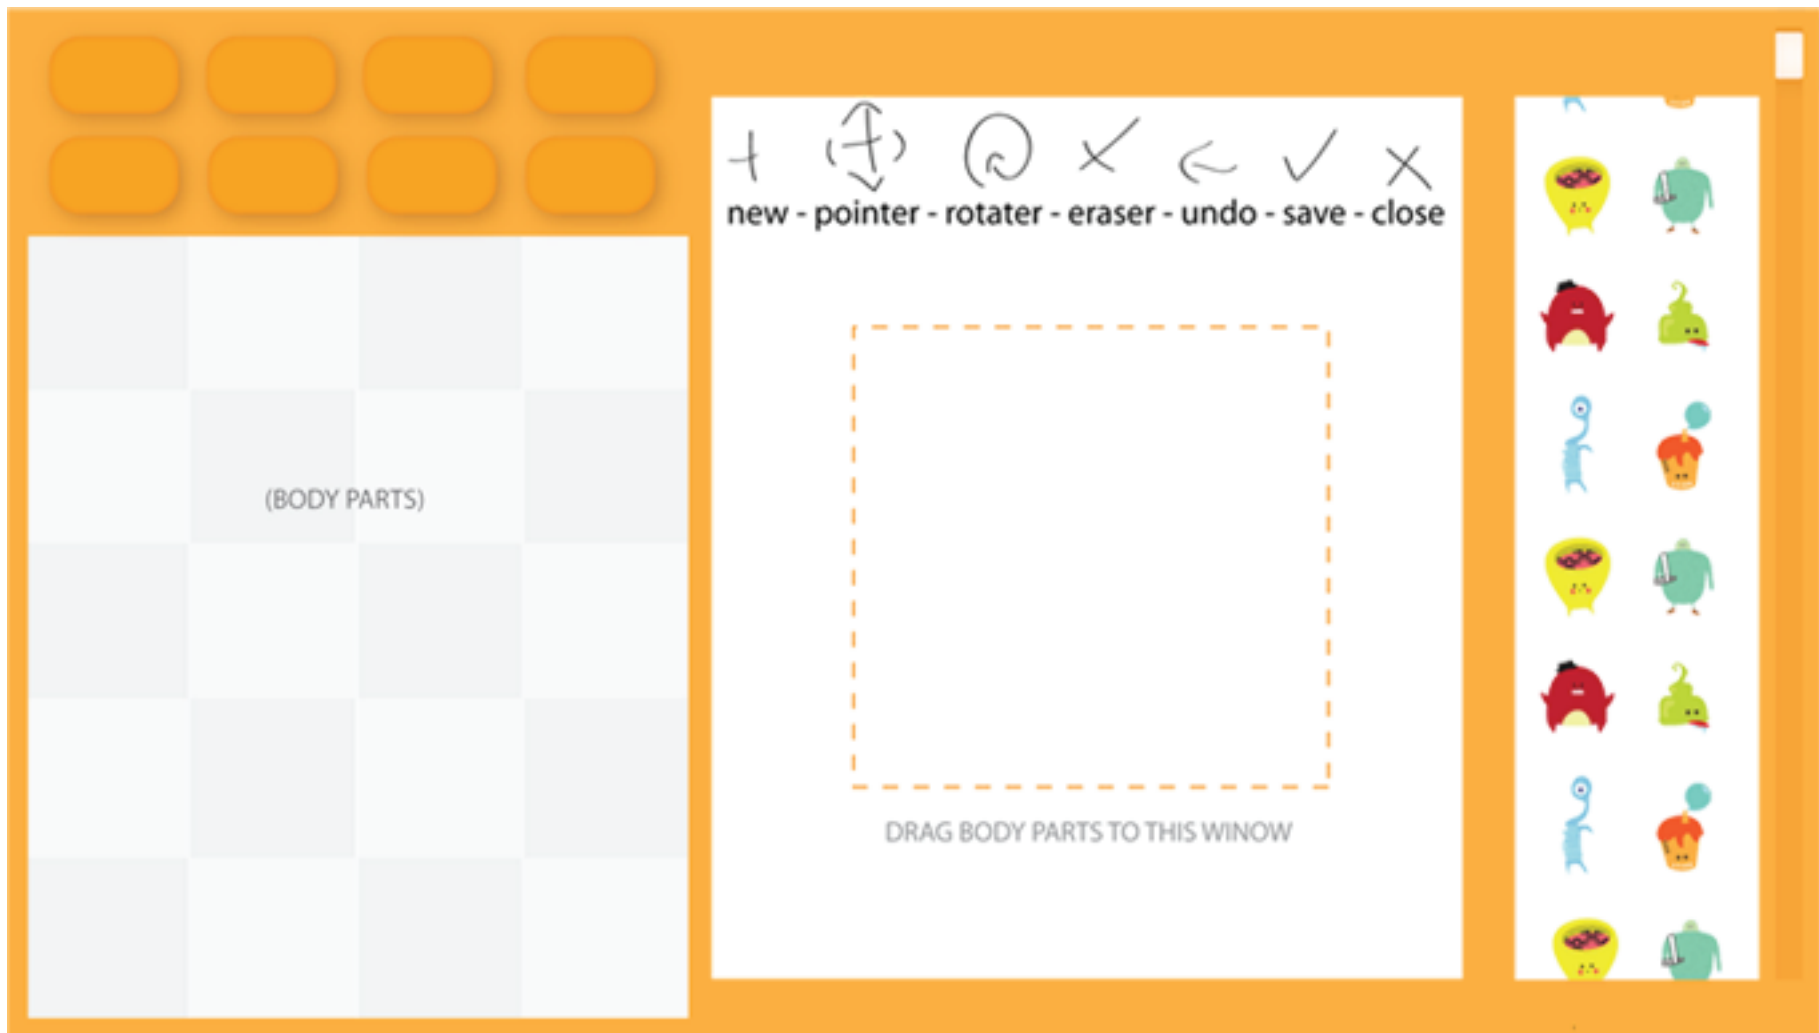 new - pointer - rotater - eraser - undo - save - close
(BODY PARTS)
DRAG BODY PARTS TO THIS WINOW